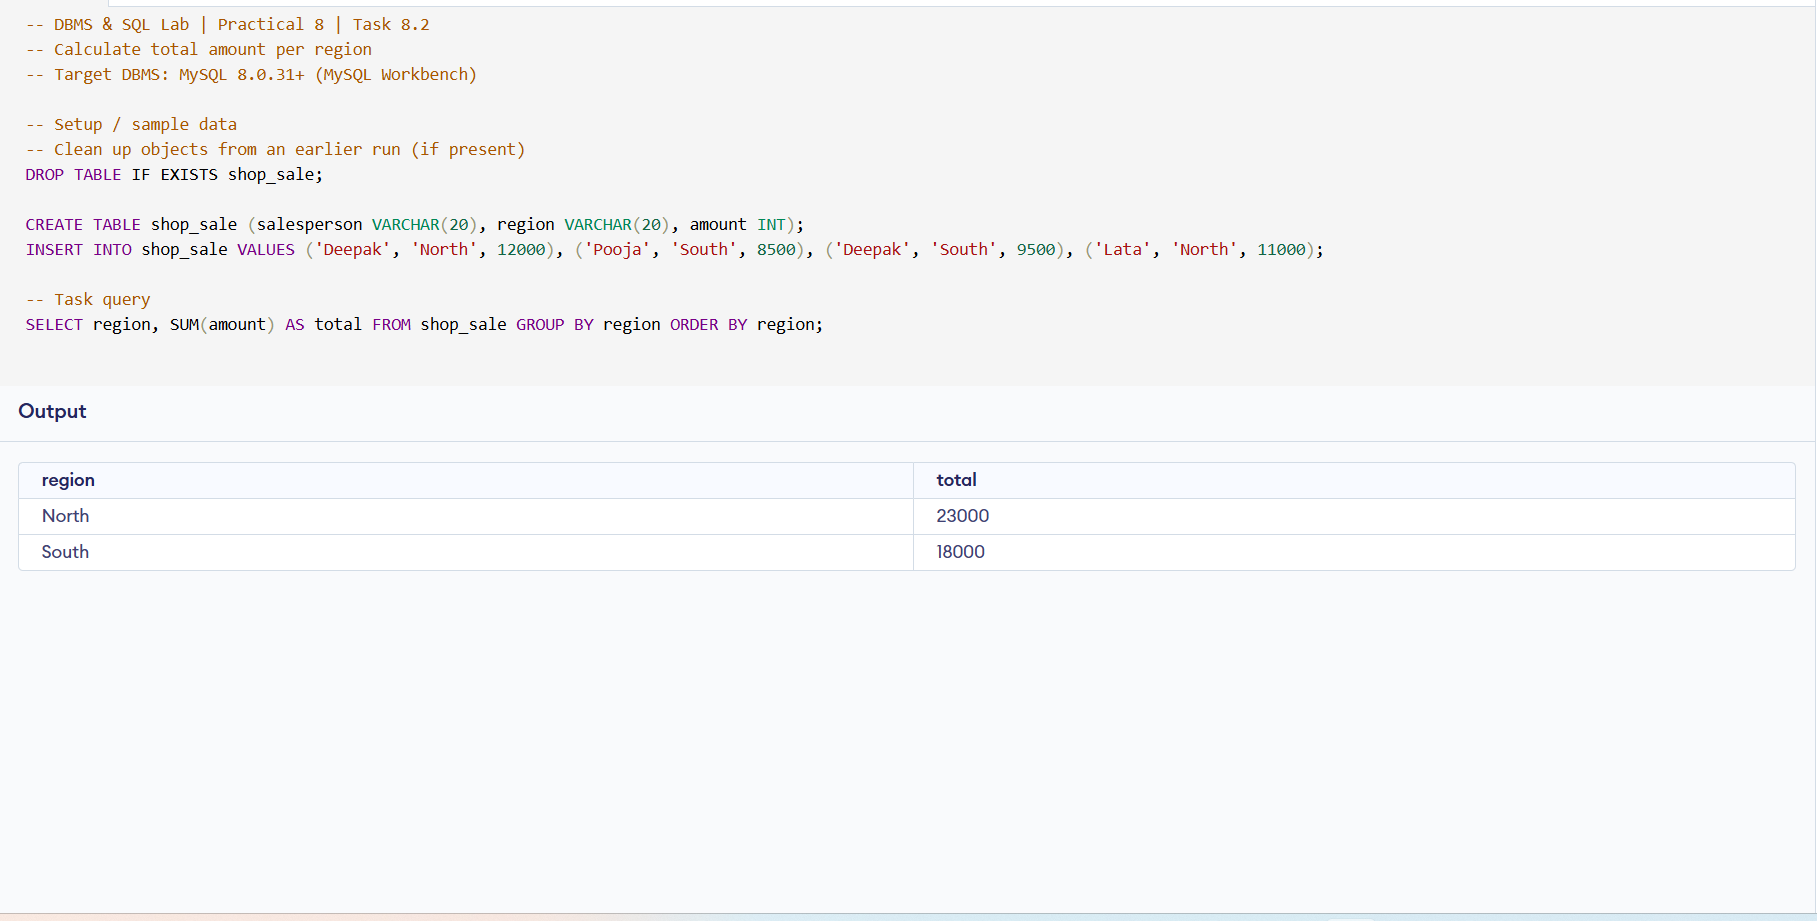 -- DBMS & SQL Lab | Practical 8 | Task 8.2
-- Calculate total amount per region
-- Target DBMS: MySQL 8.0.31+ (MySQL Workbench)
-- Setup / sample data
-- Clean up objects from an earlier run (if present)
DROP TABLE IF EXISTS shop_sale;
CREATE TABLE shop_sale (salesperson VARCHAR(20), region VARCHAR(20), amount INT);
INSERT INTO shop_sale VALUES ('Deepak', 'North', 12000), ('Pooja', 'South', 8500), ('Deepak', 'South', 9500), ('Lata', 'North', 11000);
-- Task query
SELECT region, SUM(amount) AS total FROM shop_sale GROUP BY region ORDER BY region;
Output
region total
North 23000
South 18000